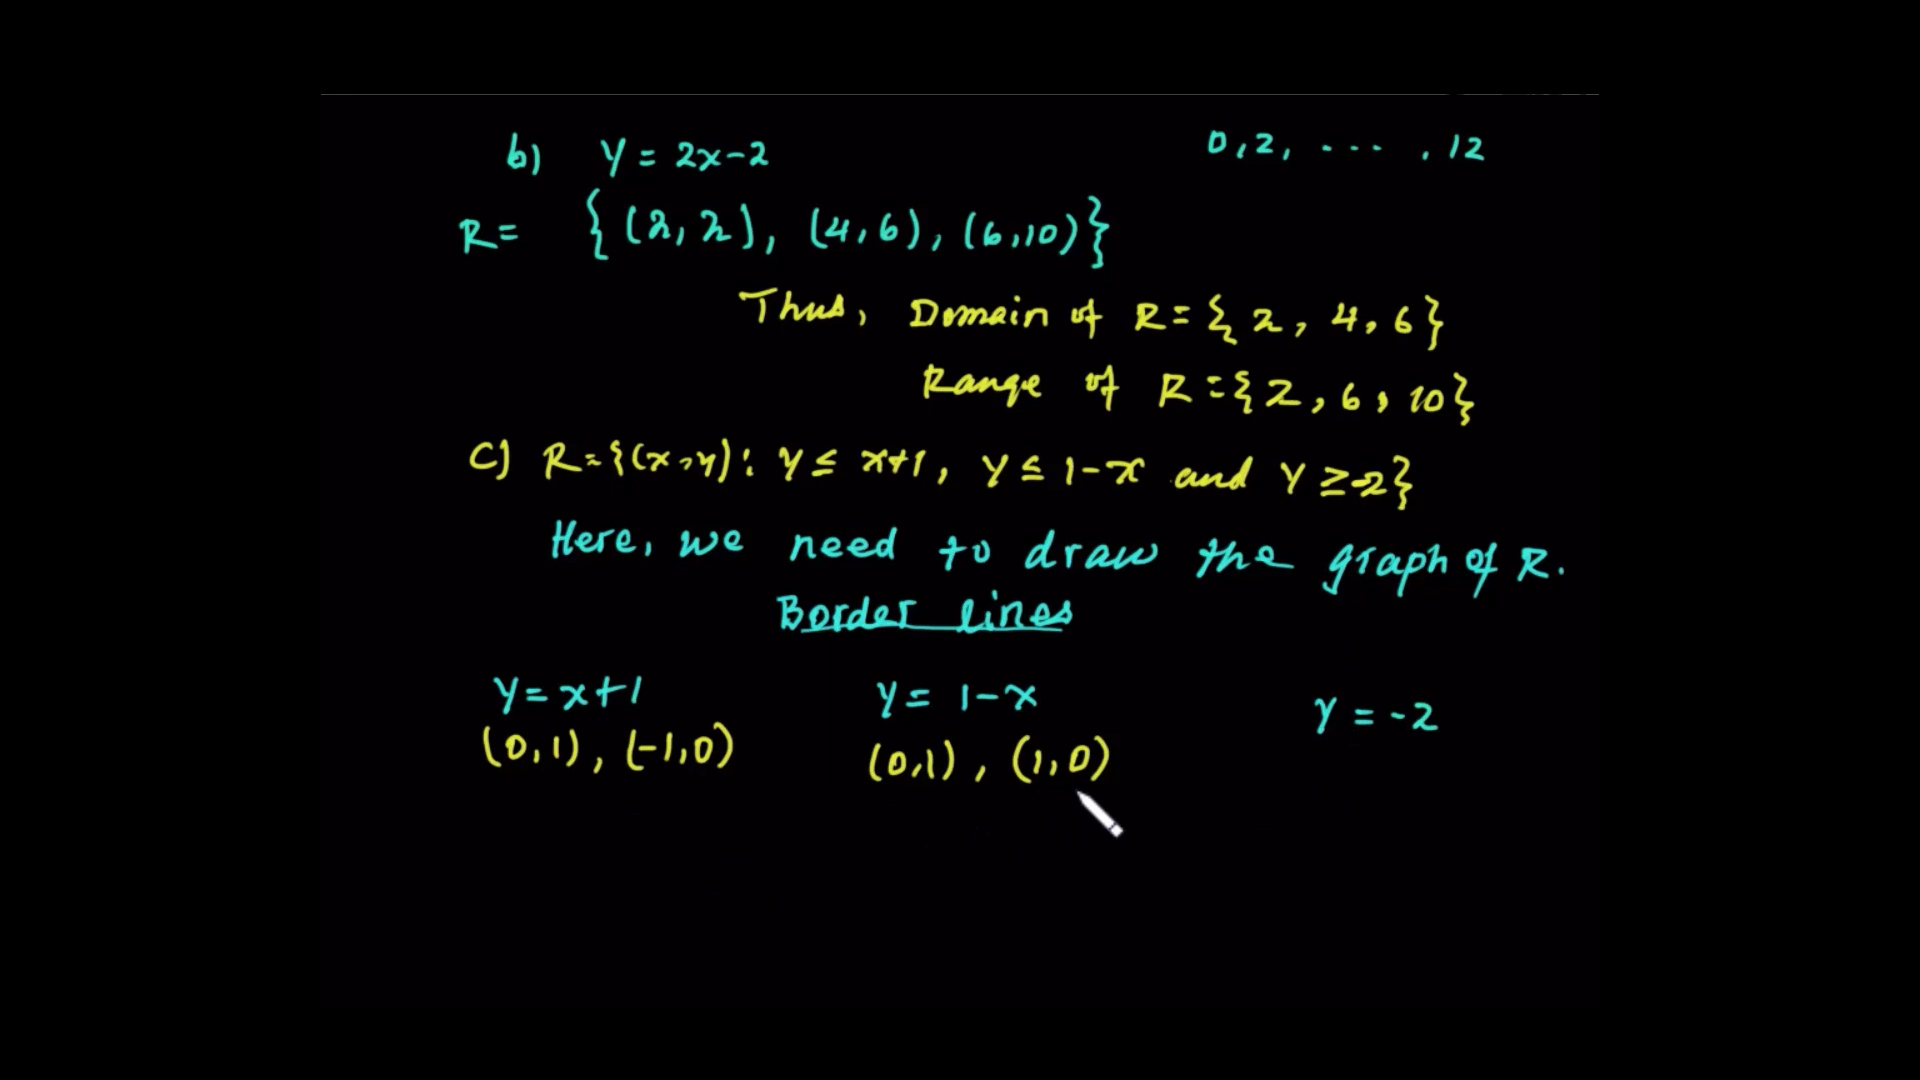 b) y = 2x-2 0,2, ... , 12
R = {(2,2), (4,6), (6,10)}
Thus, Domain of R = {2, 4, 6}
Range of R = {2, 6, 10}
c) R = {(x,y): y ≤ x+1, y ≤ 1-x and y ≥ -2}
Here, we need to draw the graph of R.
Border lines
y = x+1 y = 1-x y = -2
(0,1), (-1,0) (0,1), (1,0)